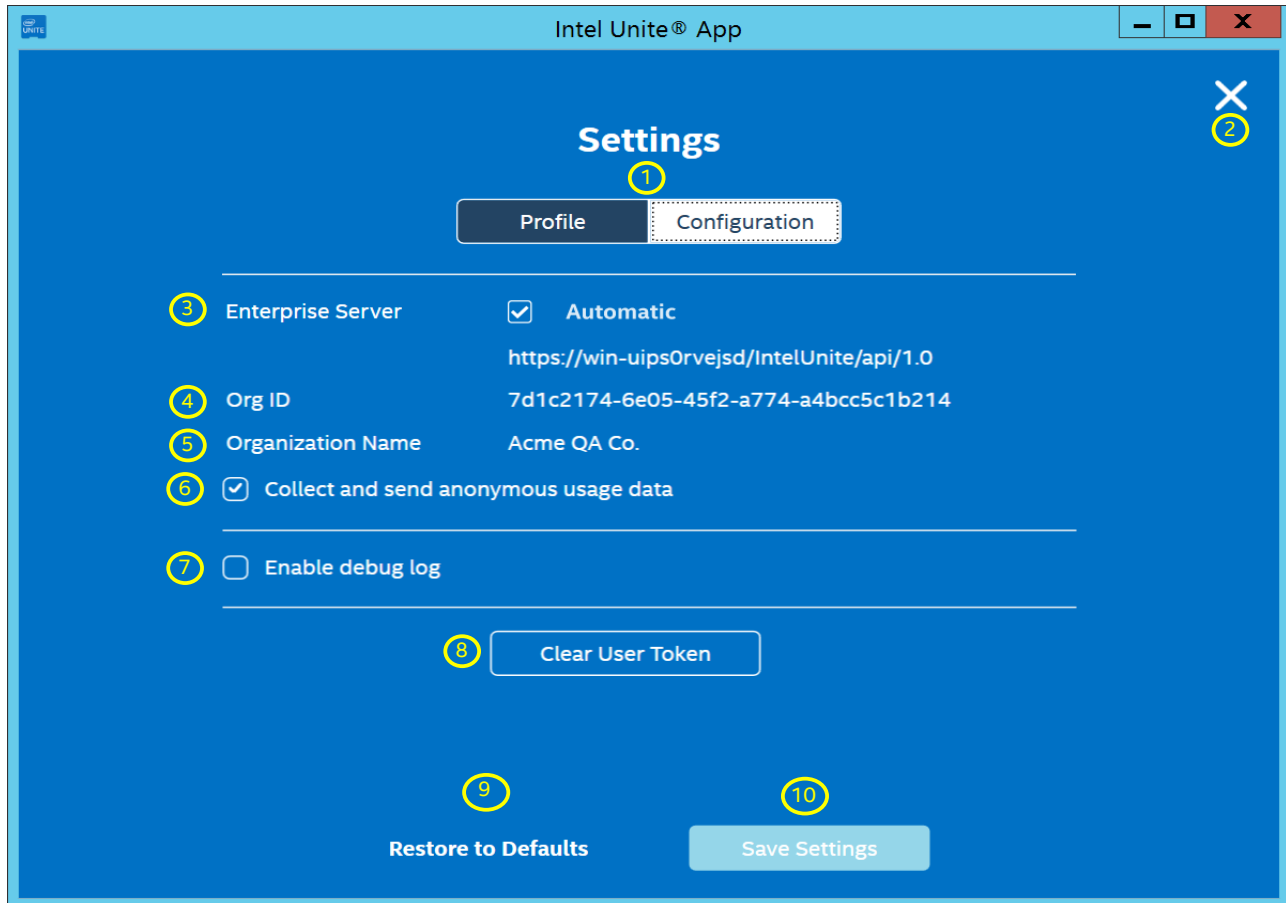 intel UNITE
Intel Unite® App
X
2
Settings
1
Profile Configuration
3 Enterprise Server Automatic
https://win-uips0rvejsd/IntelUnite/api/1.0
4 Org ID 7d1c2174-6e05-45f2-a774-a4bcc5c1b214
5 Organization Name Acme QA Co.
6 Collect and send anonymous usage data
7 Enable debug log
8 Clear User Token
9 10
Restore to Defaults Save Settings